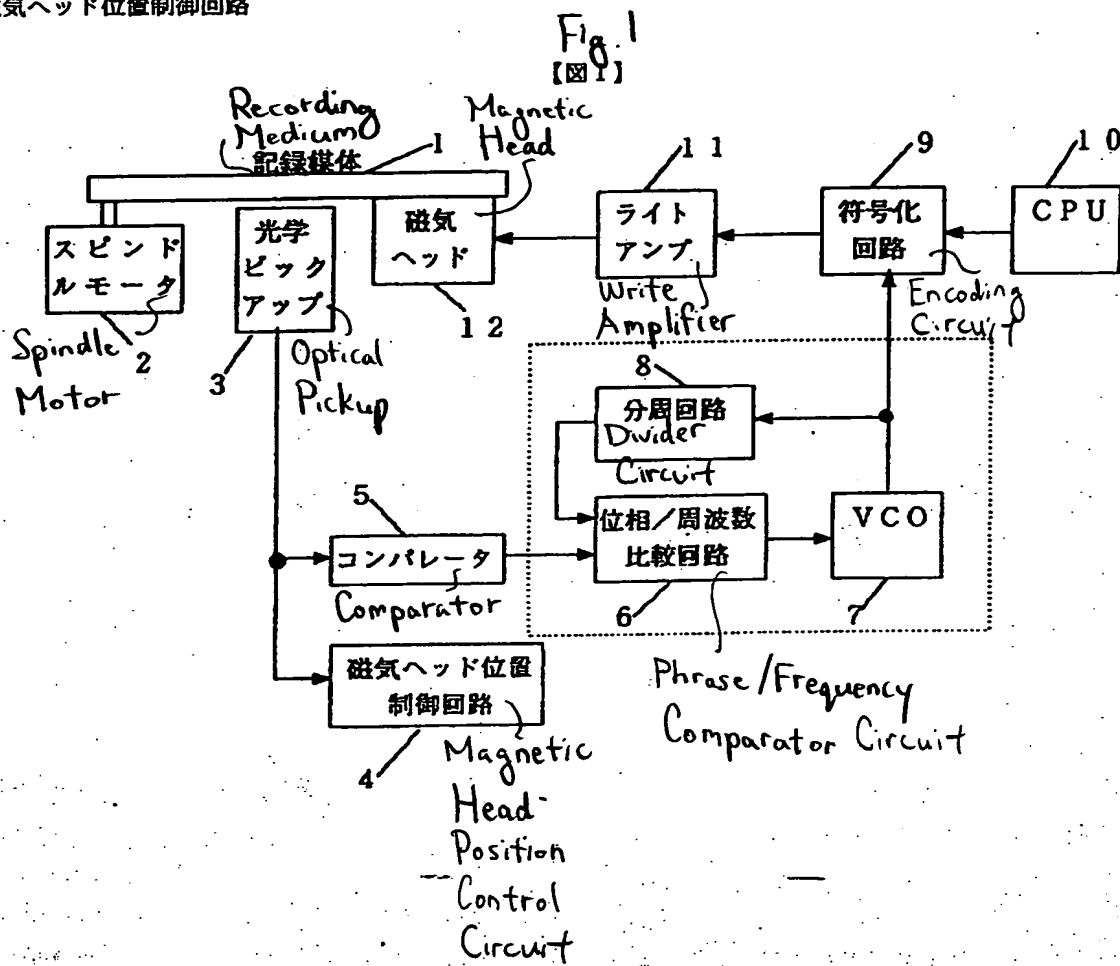 気ヘッド位置制御回路
Fig. 1
【図1】
Recording
Medium
記録媒体
1
Magnetic
Head
11
9
10
スピンド
ルモータ
光学
ピック
アップ
磁気
ヘッド
ライト
アンプ
符号化
回路
CPU
Spindle
Motor
2
3
Optical
Pickup
12
Write
Amplifier
Encoding
Circuit
8
分周回路
Divider
Circuit
5
コンパレータ
Comparator
位相/周波数
比較回路
6
VCO
7
磁気ヘッド位置
制御回路
4
Magnetic
Head
Position
Control
Circuit
Phrase/Frequency
Comparator Circuit